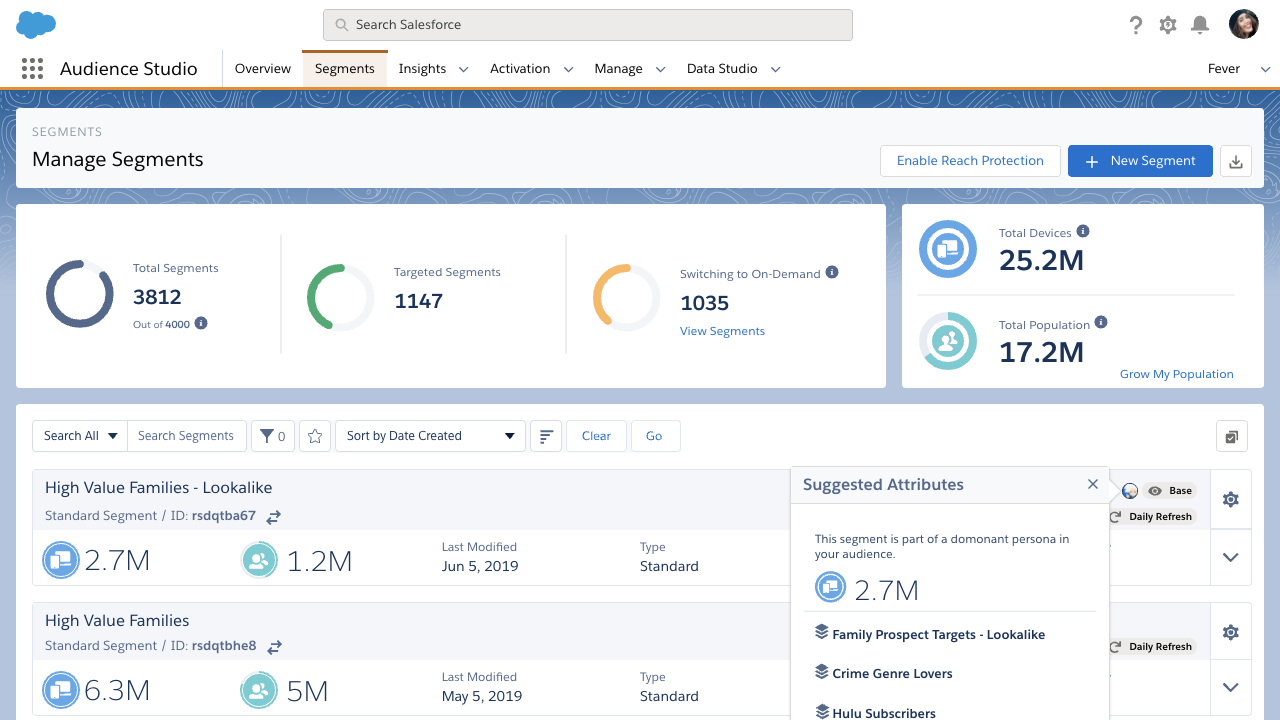 Search Salesforce
Audience Studio
Overview
Segments
Insights
Activation
Manage
Data Studio
Fever
SEGMENTS
Manage Segments
Enable Reach Protection
New Segment
Total Segments
3812
Out of 4000
Targeted Segments
1147
Switching to On-Demand
1035
View Segments
Total Devices
25.2M
Total Population
17.2M
Grow My Population
Search All
Search Segments
0
Sort by Date Created
Clear
Go
High Value Families - Lookalike
Standard Segment / ID: rsdqtba67
2.7M
1.2M
Last Modified
Jun 5, 2019
Type
Standard
Base
Daily Refresh
Suggested Attributes
This segment is part of a domonant persona in
your audience.
2.7M
Family Prospect Targets - Lookalike
Crime Genre Lovers
Hulu Subscribers
High Value Families
Standard Segment / ID: rsdqtbhe8
6.3M
5M
Last Modified
May 5, 2019
Type
Standard
Daily Refresh